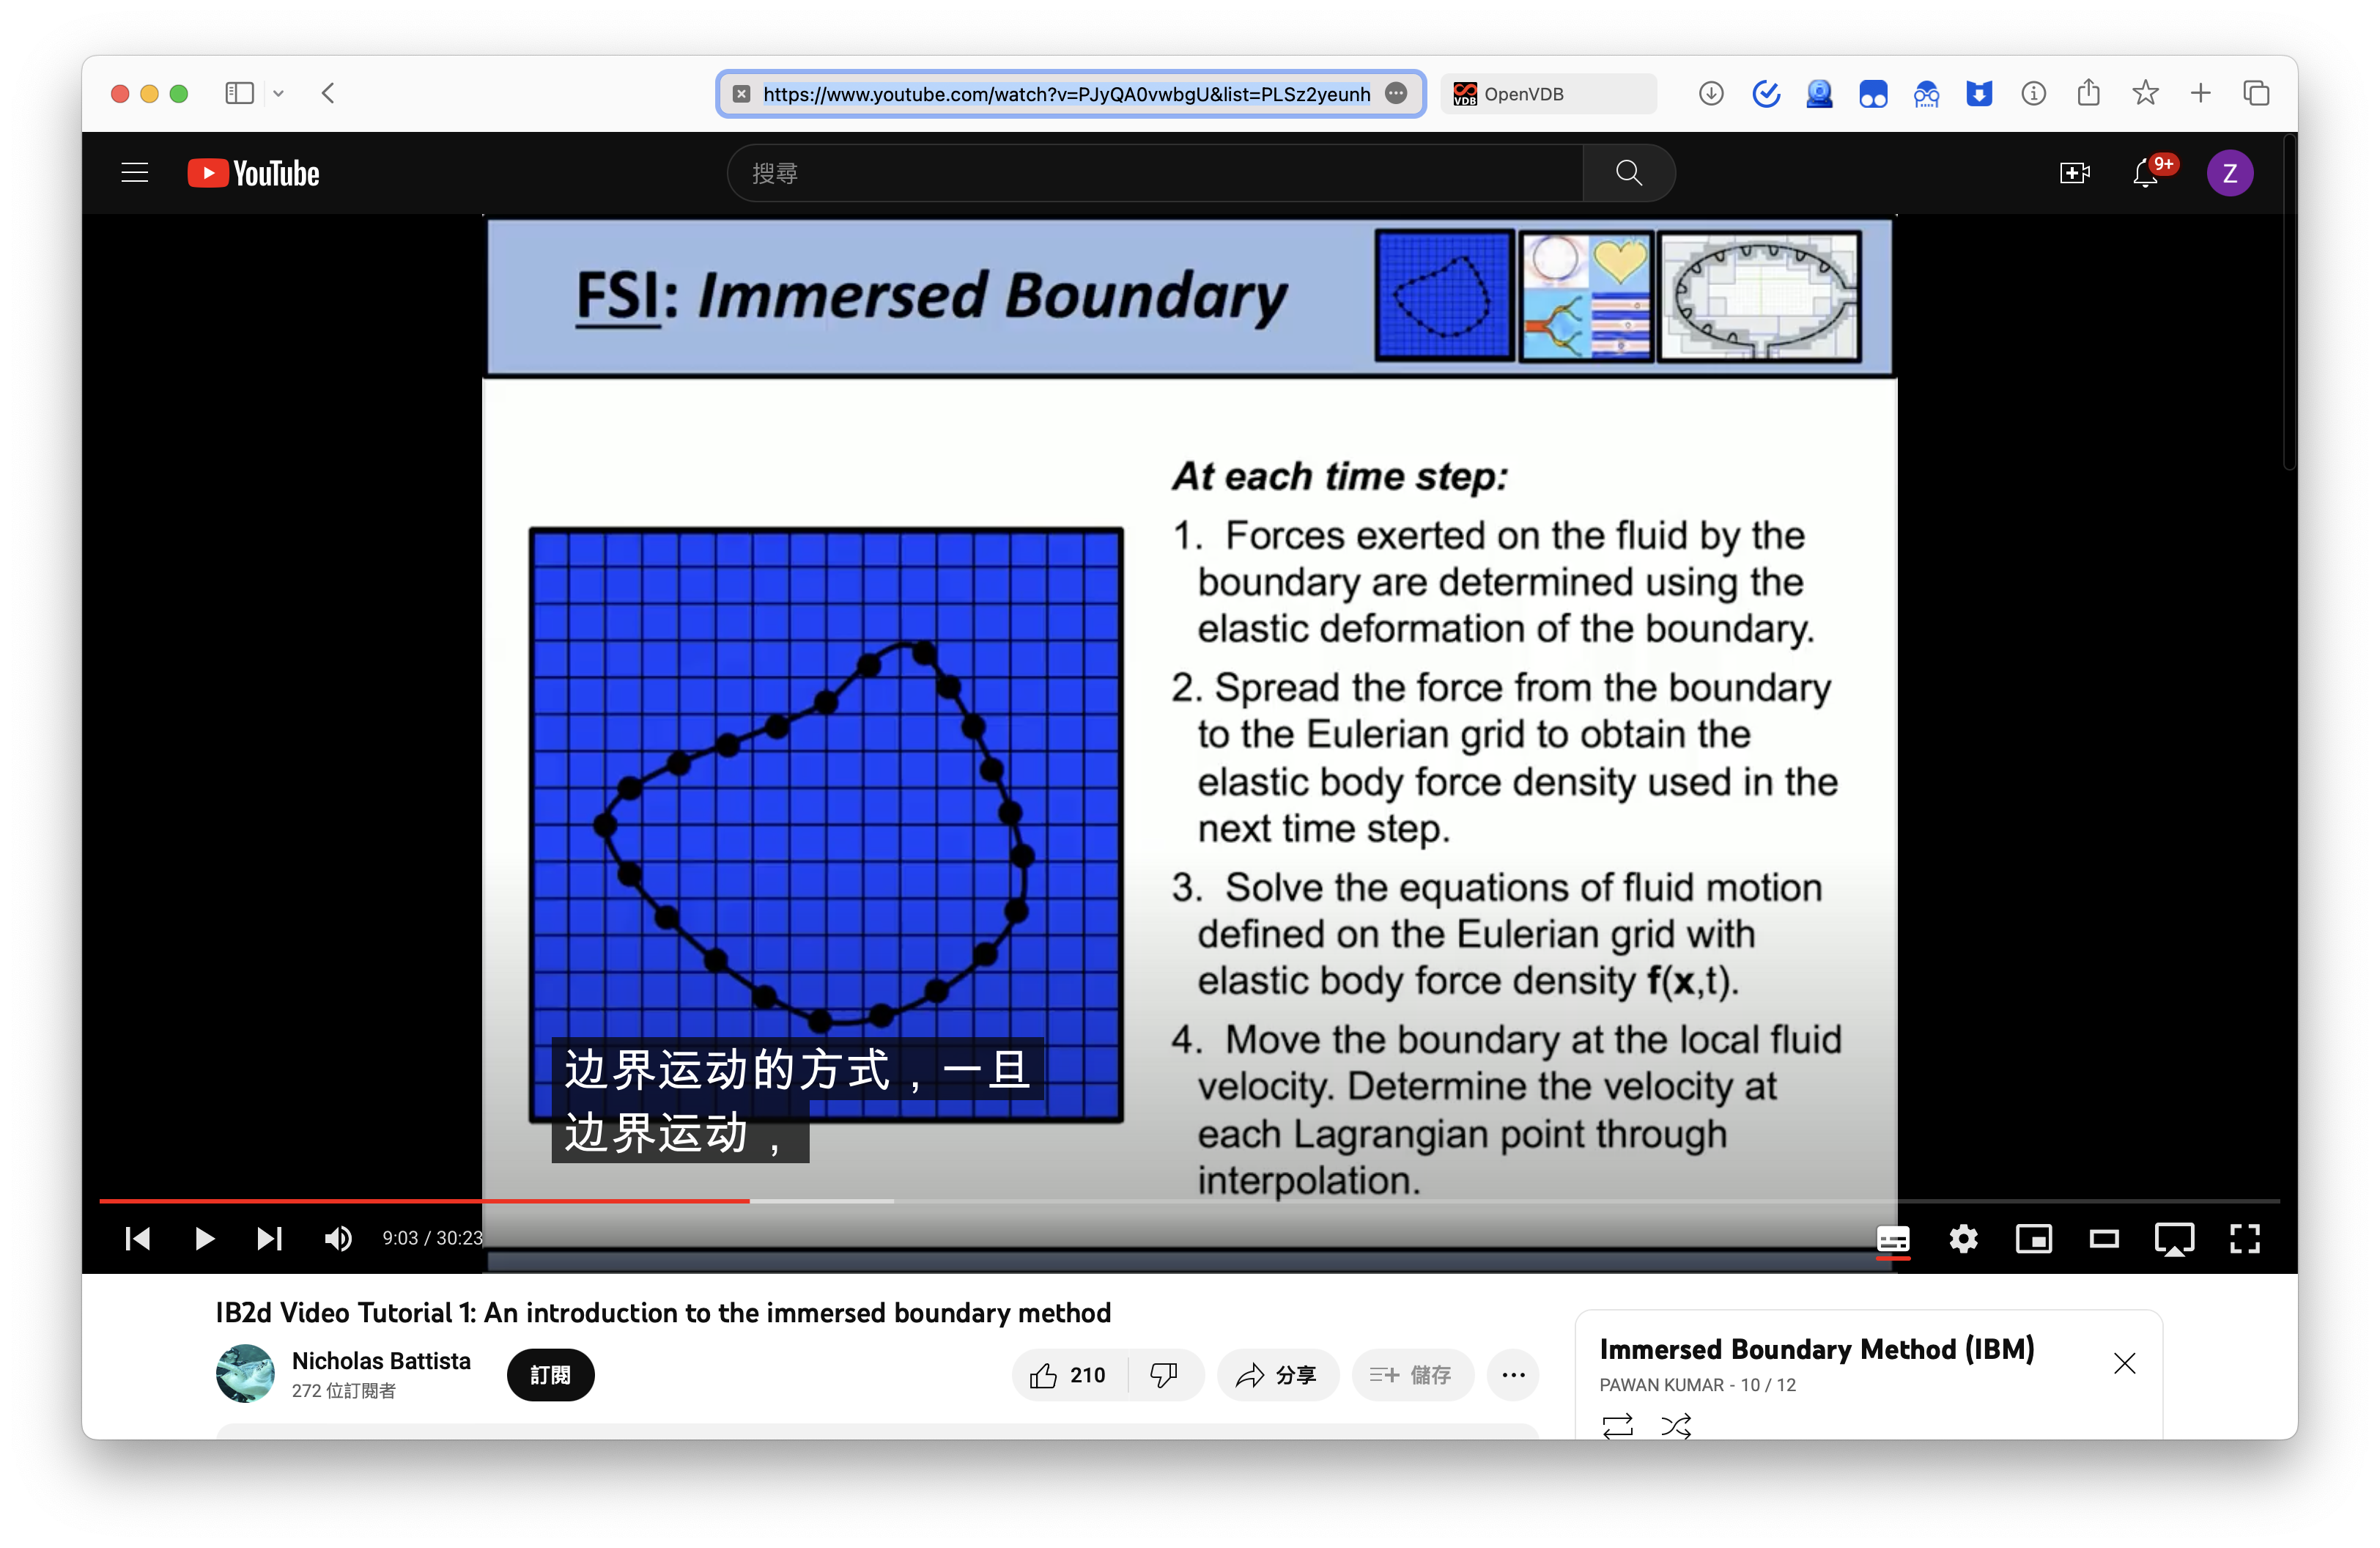 https://www.youtube.com/watch?v=PJyQA0vwbgU&list=PLSz2yeunh
VDB
OpenVDB
YouTube
搜尋
9+
Z
FSI: Immersed Boundary
At each time step:
1. Forces exerted on the fluid by the
boundary are determined using the
elastic deformation of the boundary.
2. Spread the force from the boundary
to the Eulerian grid to obtain the
elastic body force density used in the
next time step.
3. Solve the equations of fluid motion
defined on the Eulerian grid with
elastic body force density f(x,t).
4. Move the boundary at the local fluid
velocity. Determine the velocity at
each Lagrangian point through
interpolation.
边界运动的方式，一旦
边界运动，
9:03 / 30:23
IB2d Video Tutorial 1: An introduction to the immersed boundary method
Nicholas Battista
272 位訂閱者
訂閱
210
分享
儲存
Immersed Boundary Method (IBM)
PAWAN KUMAR - 10 / 12